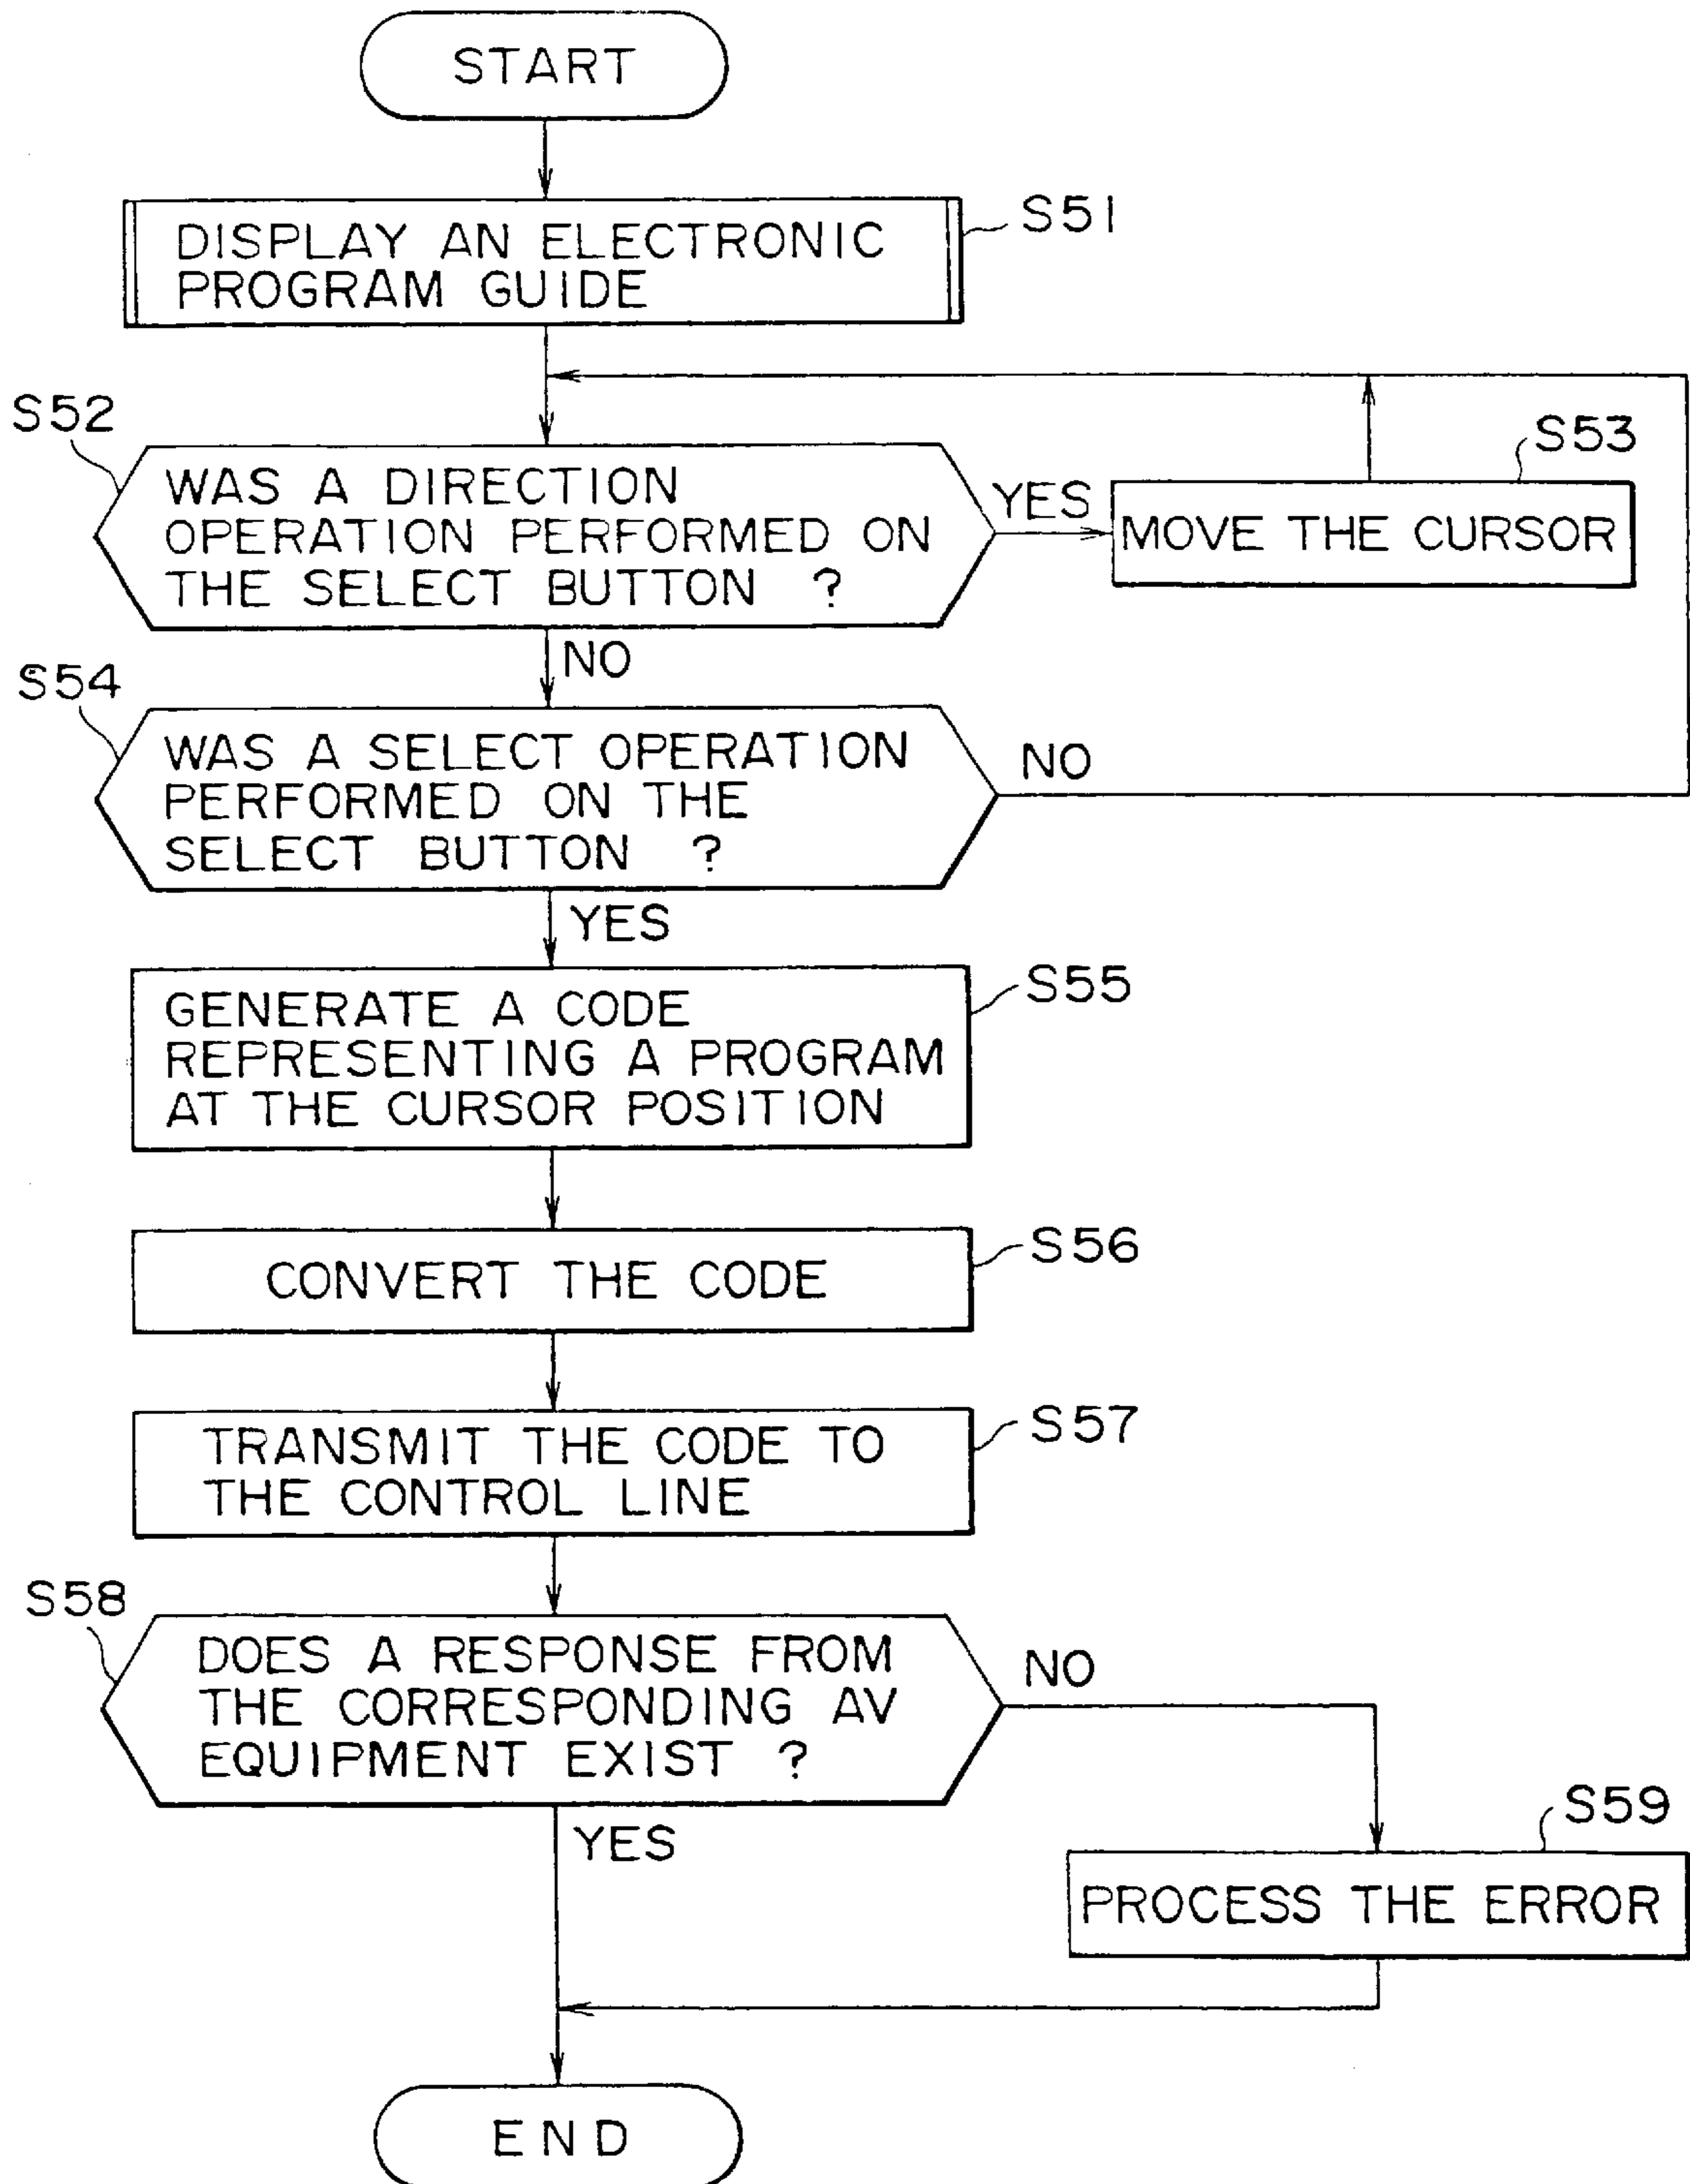 START
DISPLAY AN ELECTRONIC
PROGRAM GUIDE
S51
S52
WAS A DIRECTION
OPERATION PERFORMED ON
THE SELECT BUTTON ?
YES
S53
MOVE THE CURSOR
NO
S54
WAS A SELECT OPERATION
PERFORMED ON THE
SELECT BUTTON ?
NO
YES
GENERATE A CODE
REPRESENTING A PROGRAM
AT THE CURSOR POSITION
S55
CONVERT THE CODE
S56
TRANSMIT THE CODE TO
THE CONTROL LINE
S57
S58
DOES A RESPONSE FROM
THE CORRESPONDING AV
EQUIPMENT EXIST ?
NO
YES
S59
PROCESS THE ERROR
END